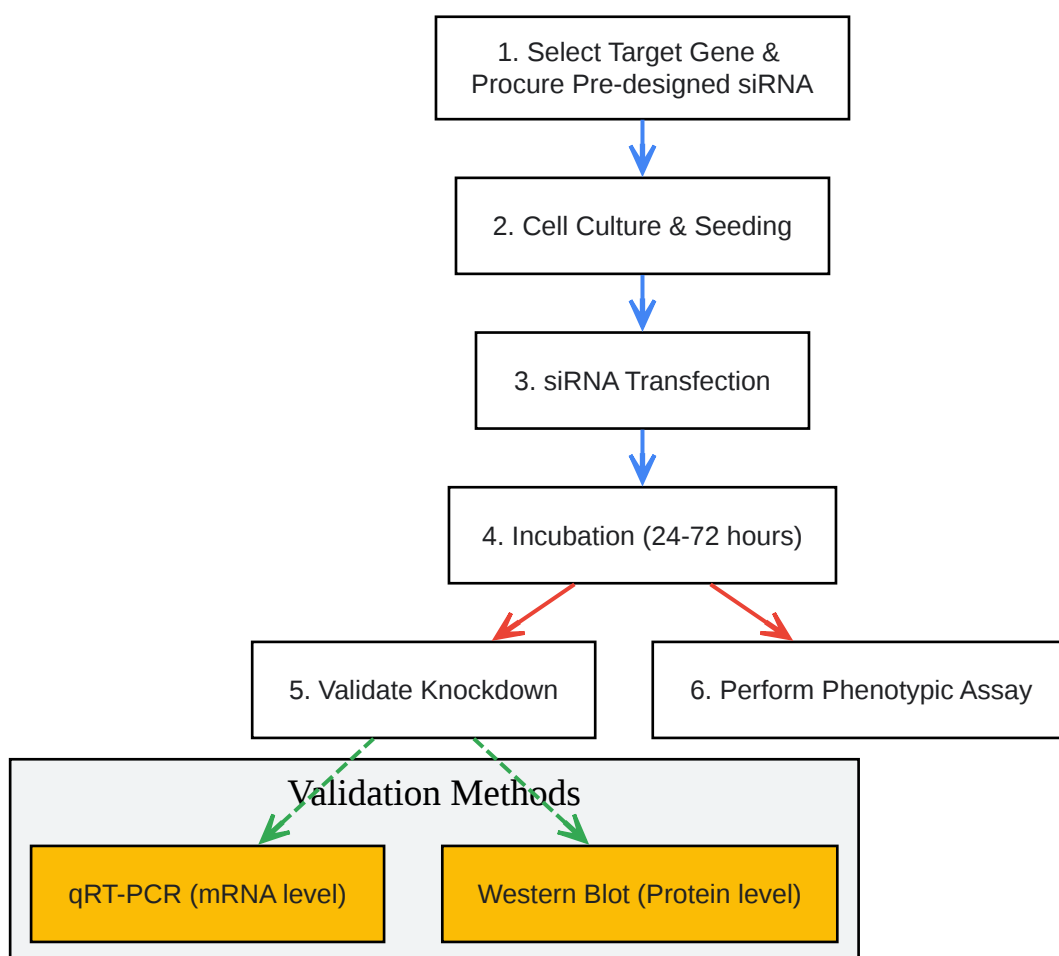 1. Select Target Gene &
Procure Pre-designed siRNA
2. Cell Culture & Seeding
3. siRNA Transfection
4. Incubation (24-72 hours)
5. Validate Knockdown
6. Perform Phenotypic Assay
Validation Methods
qRT-PCR (mRNA level)
Western Blot (Protein level)